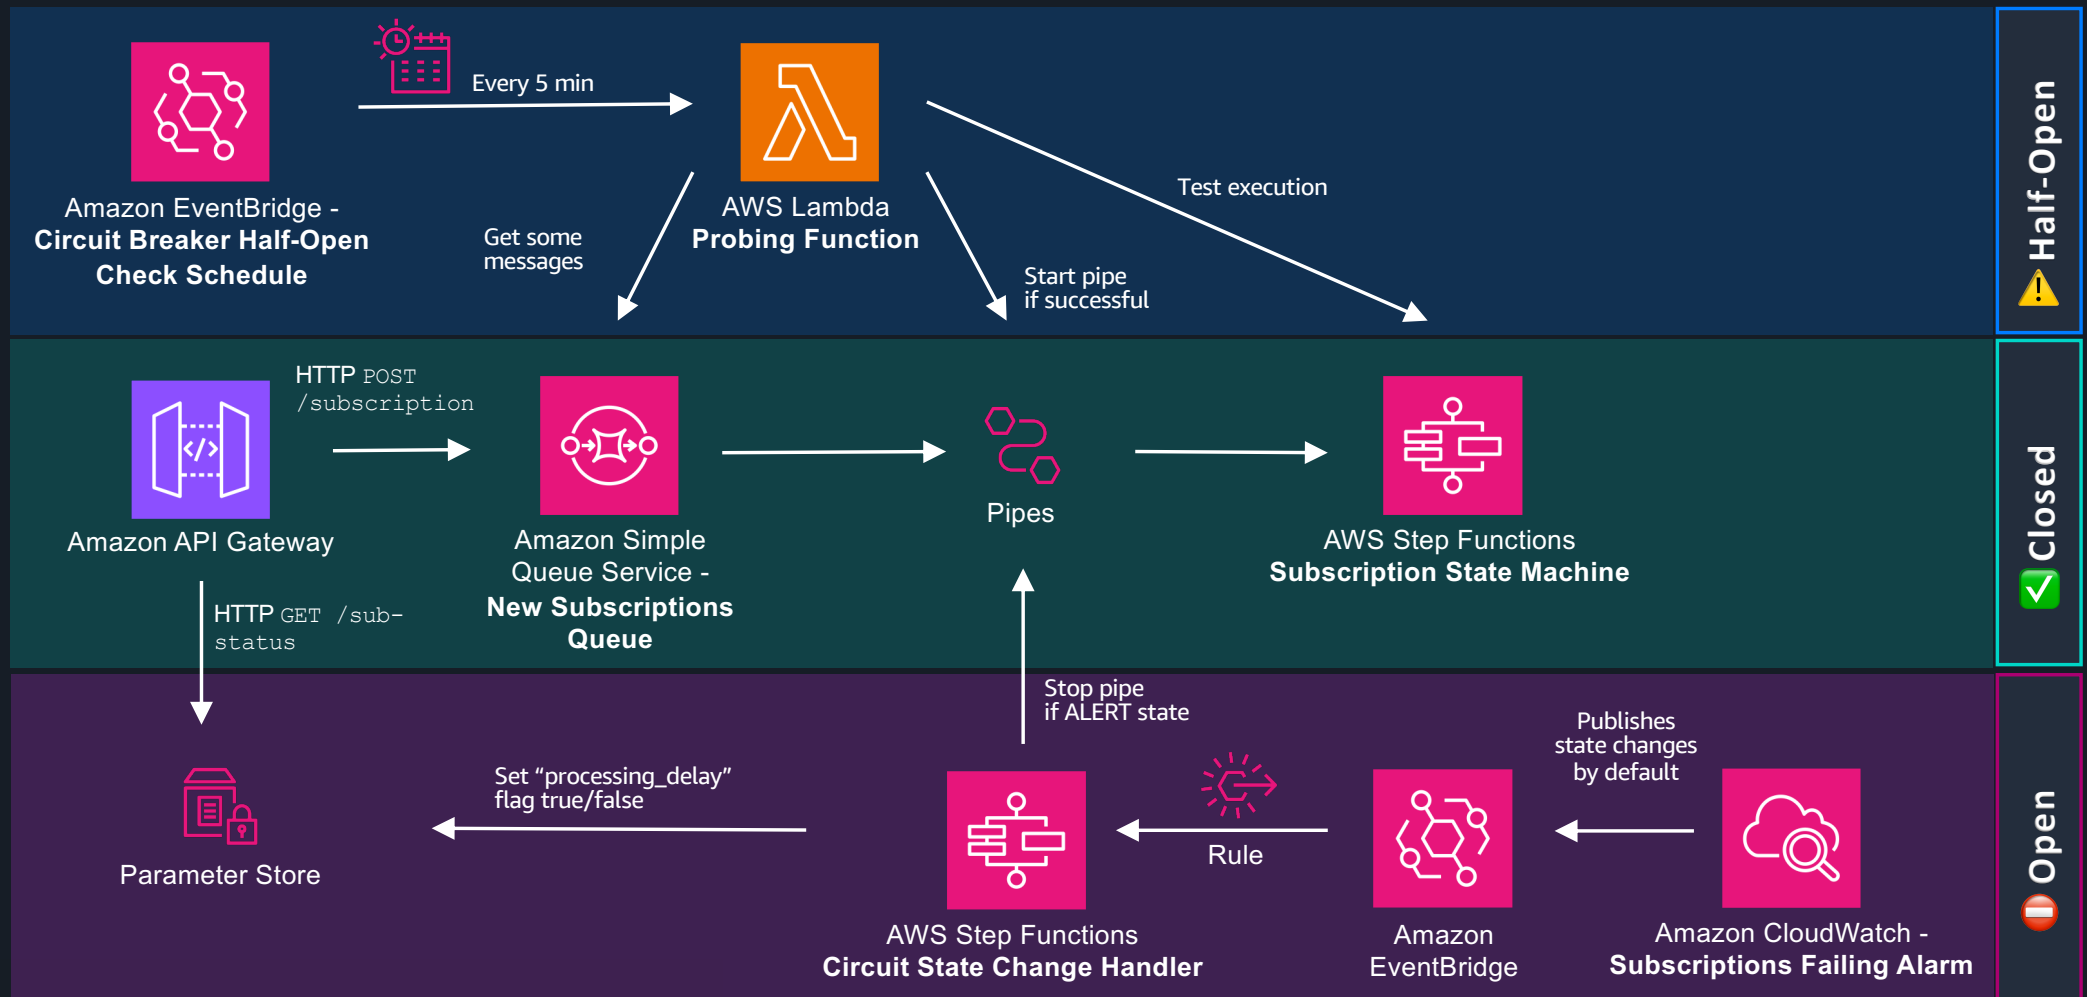 Every 5 min
Amazon EventBridge -
Circuit Breaker Half-Open
Check Schedule
AWS Lambda
Probing Function
Get some
messages
Start pipe
if successful
Test execution
Half-Open
HTTP POST
/subscription
Amazon API Gateway
HTTP GET /sub-
status
Amazon Simple
Queue Service -
New Subscriptions
Queue
Pipes
AWS Step Functions
Subscription State Machine
Closed
Stop pipe
if ALERT state
Set “processing_delay”
flag true/false
Parameter Store
AWS Step Functions
Circuit State Change Handler
Rule
Amazon
EventBridge
Publishes
state changes
by default
Amazon CloudWatch -
Subscriptions Failing Alarm
Open